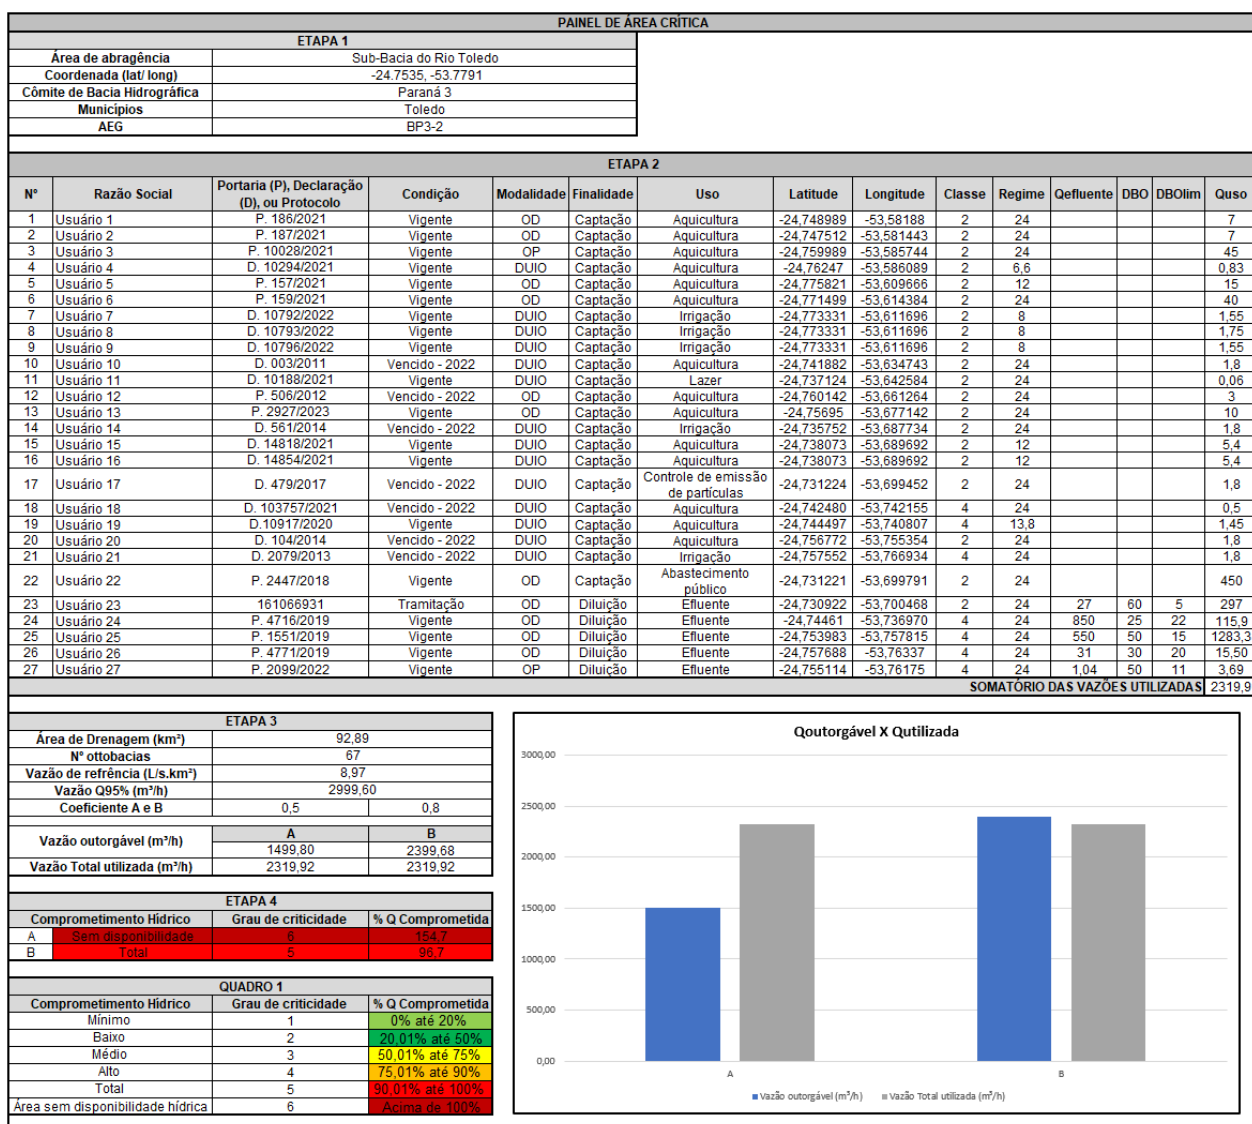 PAINEL DE ÁREA CRÍTICA
ETAPA 1
Área de abragência Sub-Bacia do Rio Toledo
Coordenada (lat/ long) -24.7535, -53.7791
Cômite de Bacia Hidrográfica Paraná 3
Municípios Toledo
AEG BP3-2
ETAPA 2
N° Razão Social Portaria (P), Declaração (D), ou Protocolo Condição Modalidade Finalidade Uso Latitude Longitude Classe Regime Qefluente DBO DBOlim Quso
1 Usuário 1 P. 186/2021 Vigente OD Captação Aquicultura -24,748989 -53,58188 2 24 7
2 Usuário 2 P. 187/2021 Vigente OD Captação Aquicultura -24,747512 -53,581443 2 24 7
3 Usuário 3 P. 10028/2021 Vigente OP Captação Aquicultura -24,759989 -53,585744 2 24 45
4 Usuário 4 D. 10294/2021 Vigente DUIO Captação Aquicultura -24,76247 -53,586089 2 6,6 0,83
5 Usuário 5 P. 157/2021 Vigente OD Captação Aquicultura -24,775821 -53,609666 2 12 15
6 Usuário 6 P. 159/2021 Vigente OD Captação Aquicultura -24,771499 -53,614384 2 24 40
7 Usuário 7 D. 10792/2022 Vigente DUIO Captação Irrigação -24,773331 -53,611696 2 8 1,55
8 Usuário 8 D. 10793/2022 Vigente DUIO Captação Irrigação -24,773331 -53,611696 2 8 1,75
9 Usuário 9 D. 10796/2022 Vigente DUIO Captação Irrigação -24,773331 -53,611696 2 8 1,55
10 Usuário 10 D. 003/2011 Vencido - 2022 DUIO Captação Aquicultura -24,741882 -53,634743 2 24 1,8
11 Usuário 11 D. 10188/2021 Vigente DUIO Captação Lazer -24,737124 -53,642584 2 24 0,06
12 Usuário 12 P. 506/2012 Vencido - 2022 OD Captação Aquicultura -24,760142 -53,661264 2 24 3
13 Usuário 13 P. 2927/2023 Vigente OD Captação Aquicultura -24,75695 -53,677142 2 24 10
14 Usuário 14 D. 561/2014 Vencido - 2022 DUIO Captação Irrigação -24,735752 -53,687734 2 24 1,8
15 Usuário 15 D. 14818/2021 Vigente DUIO Captação Aquicultura -24,738073 -53,689692 2 12 5,4
16 Usuário 16 D. 14854/2021 Vigente DUIO Captação Aquicultura -24,738073 -53,689692 2 12 5,4
17 Usuário 17 D. 479/2017 Vencido - 2022 DUIO Captação Controle de emissão de partículas -24,731224 -53,699452 2 24 1,8
18 Usuário 18 D. 103757/2021 Vencido - 2022 DUIO Captação Aquicultura -24,742480 -53,742155 4 24 0,5
19 Usuário 19 D.10917/2020 Vigente DUIO Captação Aquicultura -24,744497 -53,740807 4 13,8 1,45
20 Usuário 20 D. 104/2014 Vencido - 2022 DUIO Captação Aquicultura -24,756772 -53,755354 2 24 1,8
21 Usuário 21 D. 2079/2013 Vencido - 2022 DUIO Captação Irrigação -24,757552 -53,766934 4 24 1,8
22 Usuário 22 P. 2447/2018 Vigente OD Captação Abastecimento público -24,731221 -53,699791 2 24 450
23 Usuário 23 161066931 Tramitação OD Diluição Efluente -24,730922 -53,700468 2 24 27 60 5 297
24 Usuário 24 P. 4716/2019 Vigente OD Diluição Efluente -24,74461 -53,736970 4 24 850 25 22 115,9
25 Usuário 25 P. 1551/2019 Vigente OD Diluição Efluente -24,753983 -53,757815 4 24 550 50 15 1283,3
26 Usuário 26 P. 4771/2019 Vigente OD Diluição Efluente -24,757688 -53,76337 4 24 31 30 20 15,50
27 Usuário 27 P. 2099/2022 Vigente OP Diluição Efluente -24,755114 -53,76175 4 24 1,04 50 11 3,69
SOMATÓRIO DAS VAZÕES UTILIZADAS 2319,9
ETAPA 3
Área de Drenagem (km²) 92,89
N° ottobacias 67
Vazão de refrência (L/s.km²) 8,97
Vazão Q95% (m³/h) 2999,60
Coeficiente A e B 0,5 0,8
Vazão outorgável (m³/h) A B
1499,80 2399,68
Vazão Total utilizada (m³/h) 2319,92 2319,92
ETAPA 4
Comprometimento Hídrico Grau de criticidade % Q Comprometida
A Sem disponibilidade 6 154,7
B Total 5 96,7
QUADRO 1
Comprometimento Hídrico Grau de criticidade % Q Comprometida
Mínimo 1 0% até 20%
Baixo 2 20,01% até 50%
Médio 3 50,01% até 75%
Alto 4 75,01% até 90%
Total 5 90,01% até 100%
Área sem disponibilidade hídrica 6 Acima de 100%
Qoutorgável X Qutilizada
3000,00
2500,00
2000,00
1500,00
1000,00
500,00
0,00
A B
Vazão outorgável (m³/h) Vazão Total utilizada (m³/h)